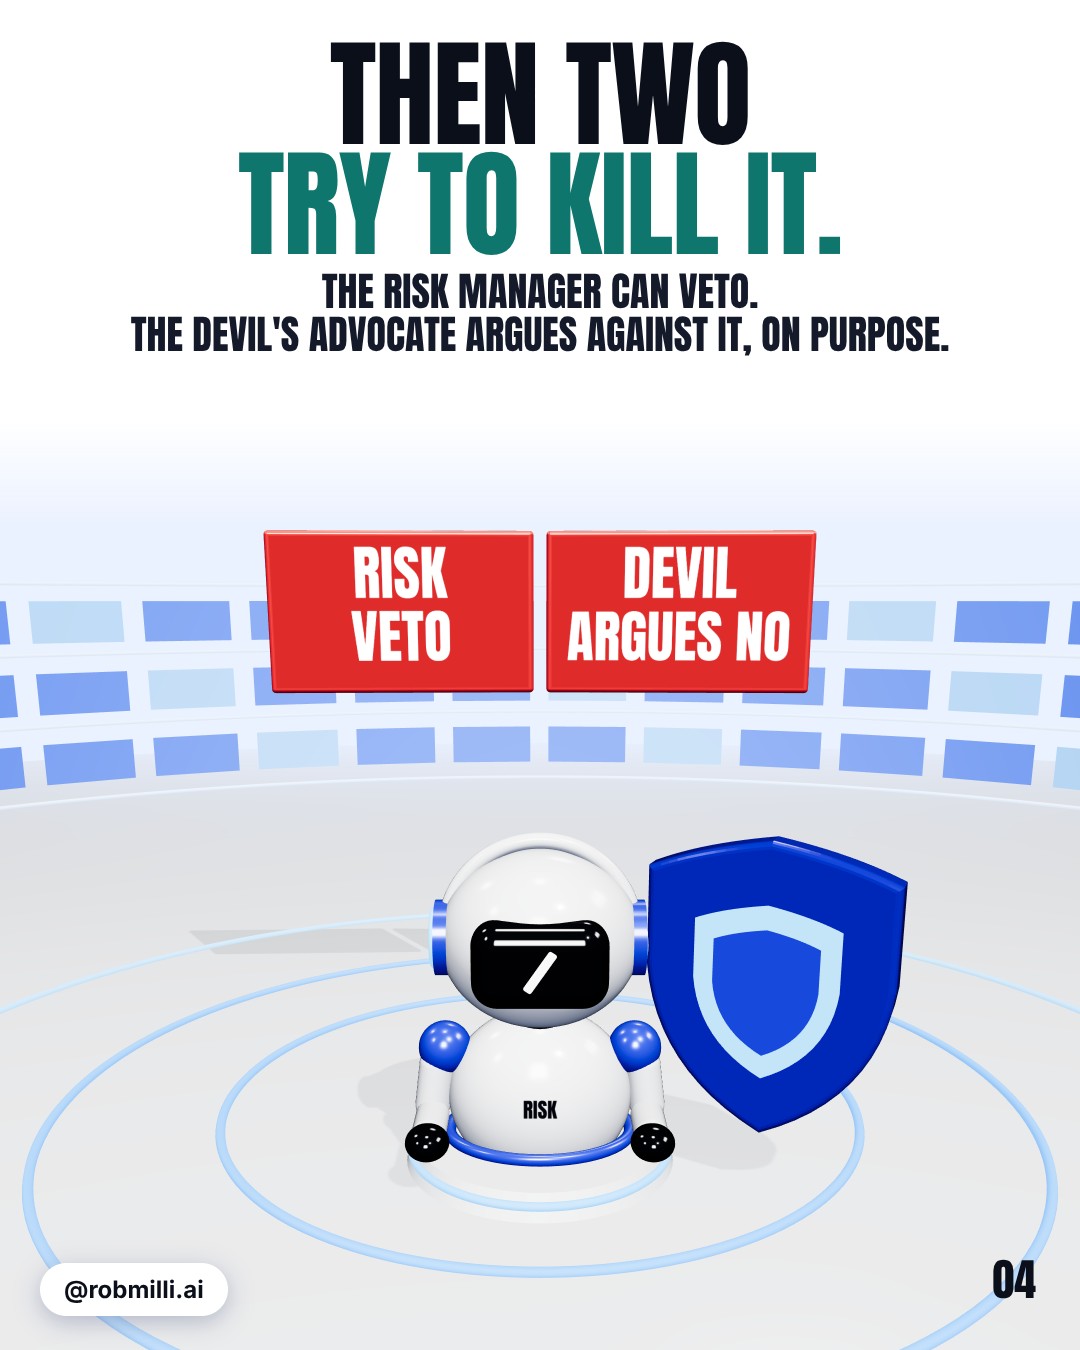 THEN TWO
TRY TO KILL IT.
THE RISK MANAGER CAN VETO.
THE DEVIL'S ADVOCATE ARGUES AGAINST IT, ON PURPOSE.
RISK
VETO
DEVIL
ARGUES NO
RISK
@robmilli.ai
04